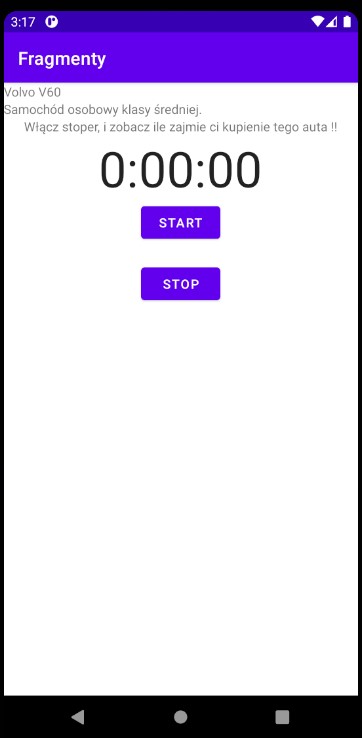 3:17
Fragmenty
Volvo V60
Samochód osobowy klasy średniej.
Włącz stoper, i zobacz ile zajmie ci kupienie tego auta !!
0:00:00
START
STOP